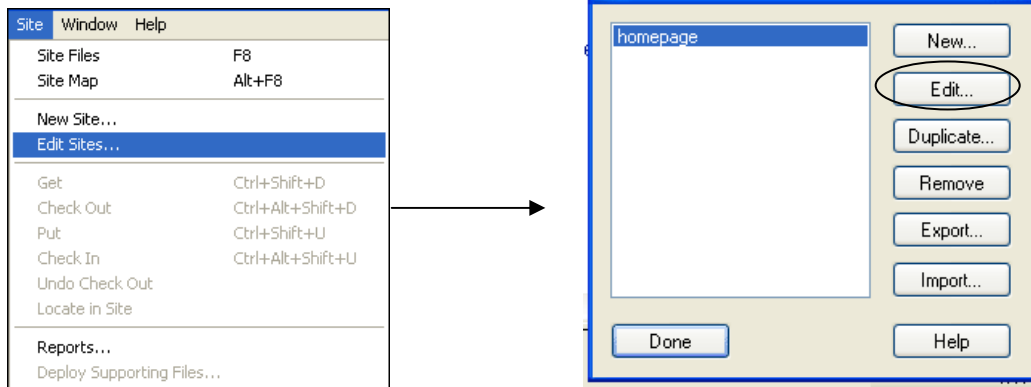 Site Window Help
Site Files F8
Site Map Alt+F8
New Site...
Edit Sites...
Get Ctrl+Shift+D
Check Out Ctrl+Alt+Shift+D
Put Ctrl+Shift+U
Check In Ctrl+Alt+Shift+U
Undo Check Out
Locate in Site
Reports...
Deploy Supporting Files...
homepage
New...
Edit...
Duplicate...
Remove
Export...
Import...
Done
Help